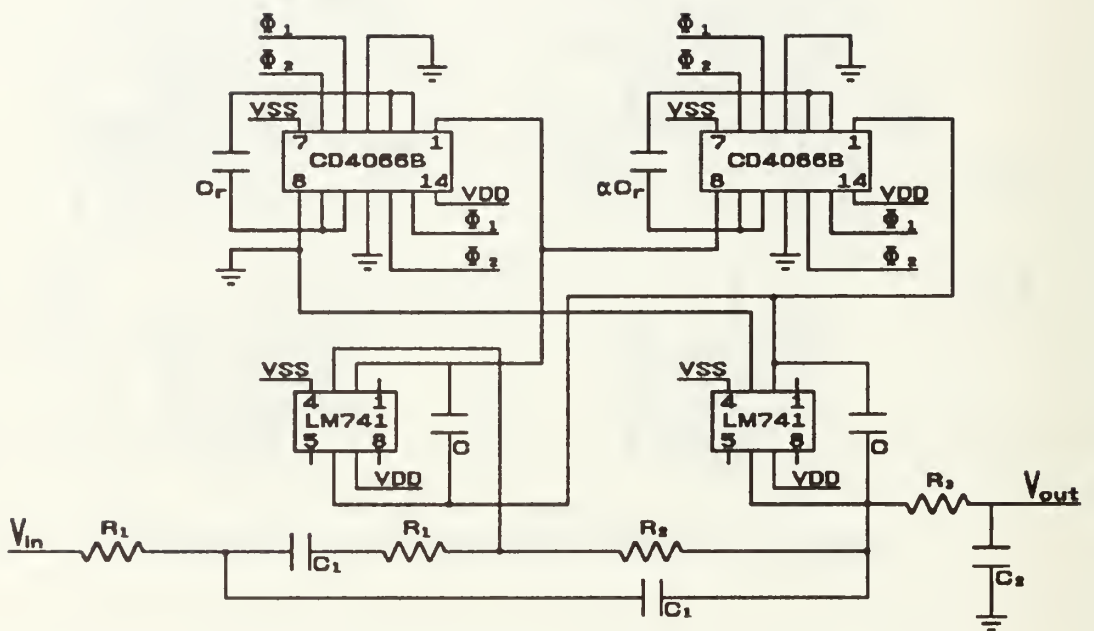 Φ₁ Φ₁
Φ₂ Φ₂
VSS VSS
7 1 7 1
CD4066B CD4066B
8 14 8 14
Cᵣ αCᵣ
VDD VDD
Φ₁ Φ₁
Φ₂ Φ₂
VSS VSS
4 1 4 1
LM741 LM741
5 8 5 8
C C
VDD VDD
R₃ Vout
Vin R₁ R₁ R₂
C₁ C₂
C₁